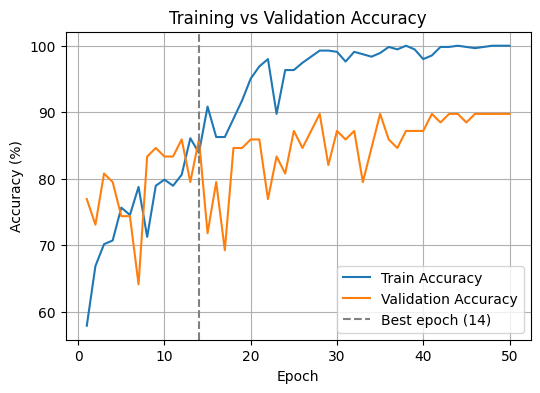 Training vs Validation Accuracy
Accuracy (%)
100
90
80
70
60
0
10
20
30
40
50
Epoch
Train Accuracy
Validation Accuracy
Best epoch (14)